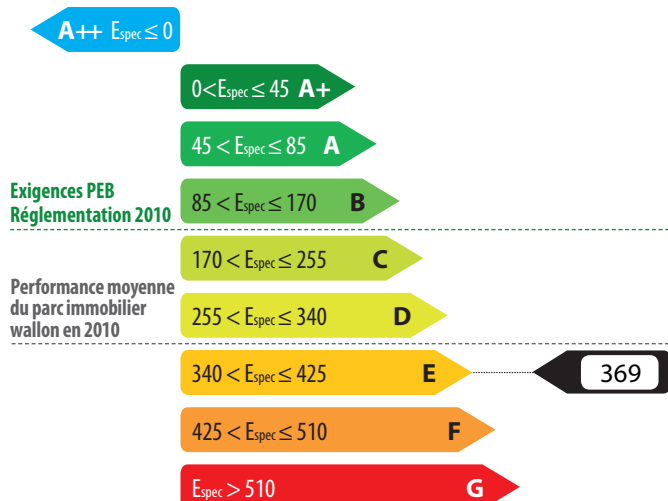 A++ Espec ≤ 0
0<Espec ≤ 45 A+
45 < Espec ≤ 85 A
Exigences PEB
Réglementation 2010
85 < Espec ≤ 170 B
170 < Espec ≤ 255 C
Performance moyenne
du parc immobilier
wallon en 2010
255 < Espec ≤ 340 D
340 < Espec ≤ 425 E
369
425 < Espec ≤ 510 F
Espec > 510 G